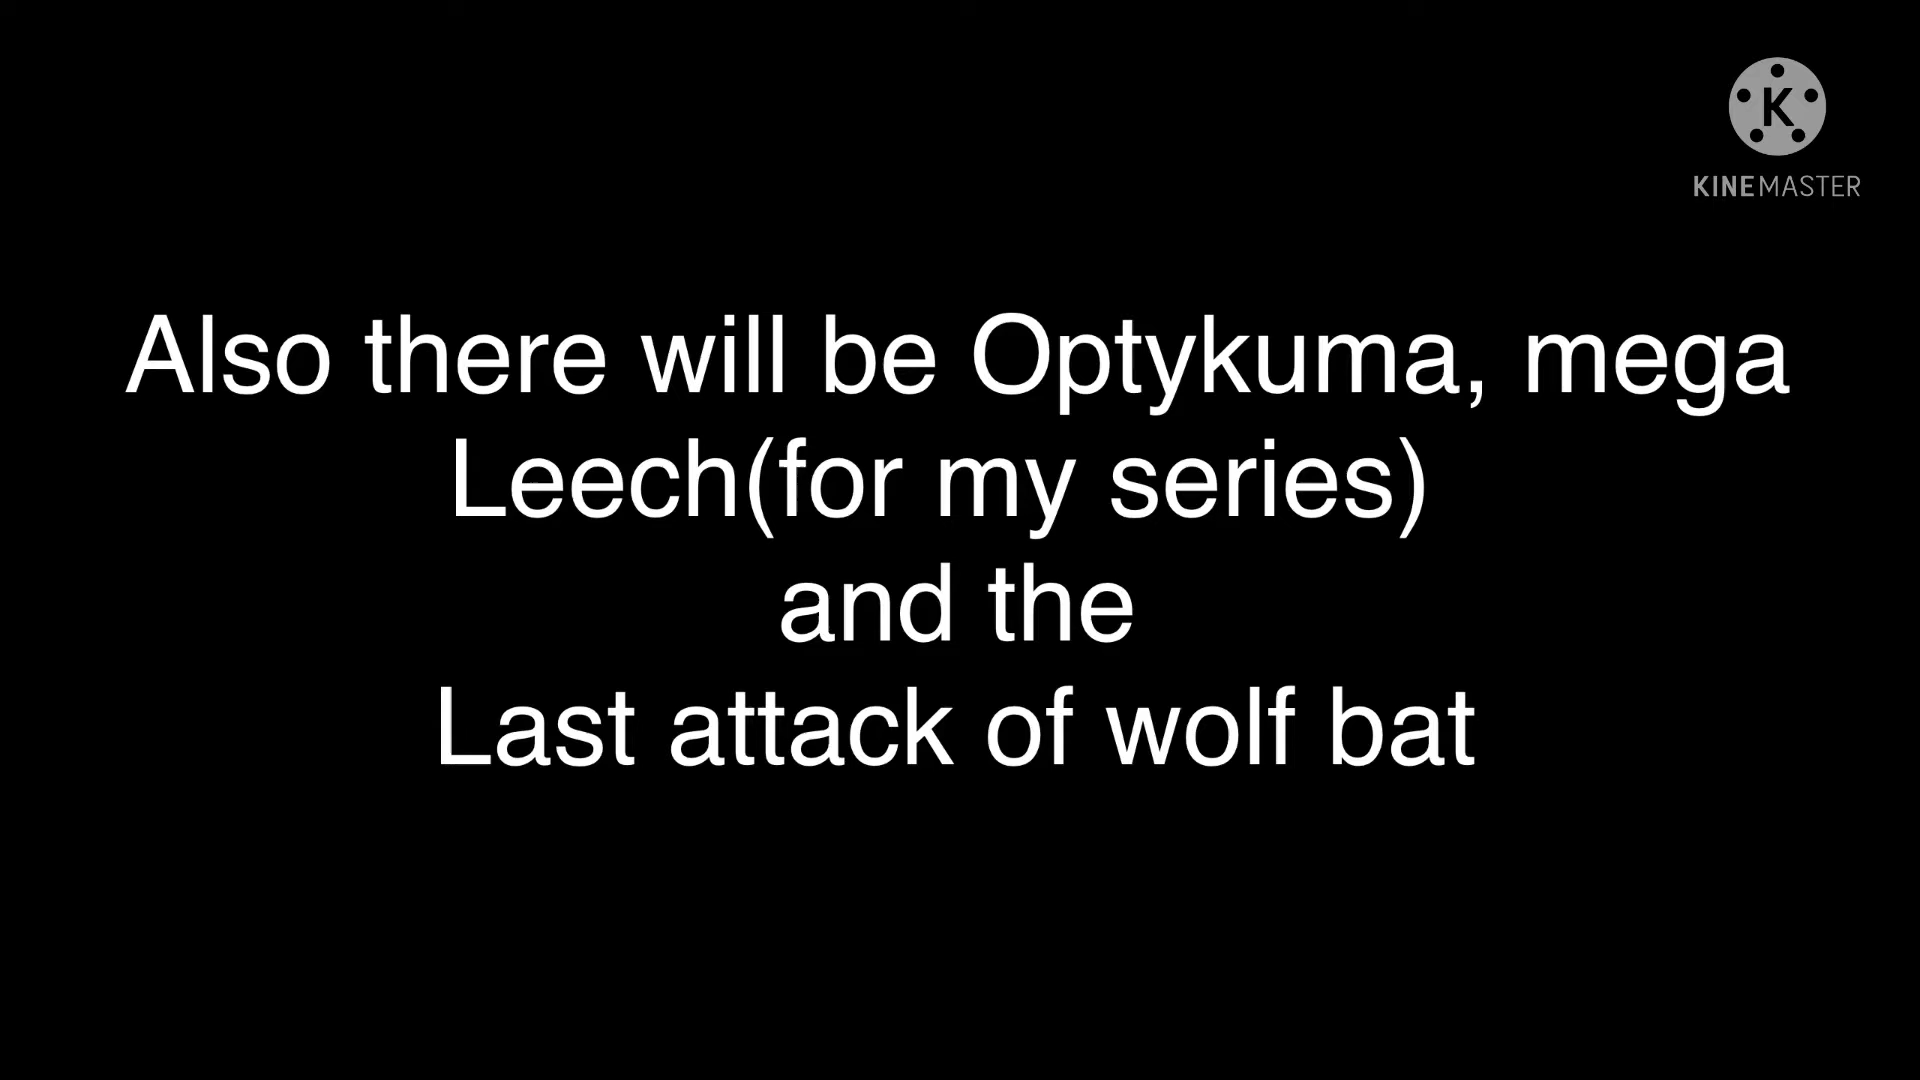 K
KINEMASTER
Also there will be Optykuma, mega
Leech(for my series)
and the
Last attack of wolf bat